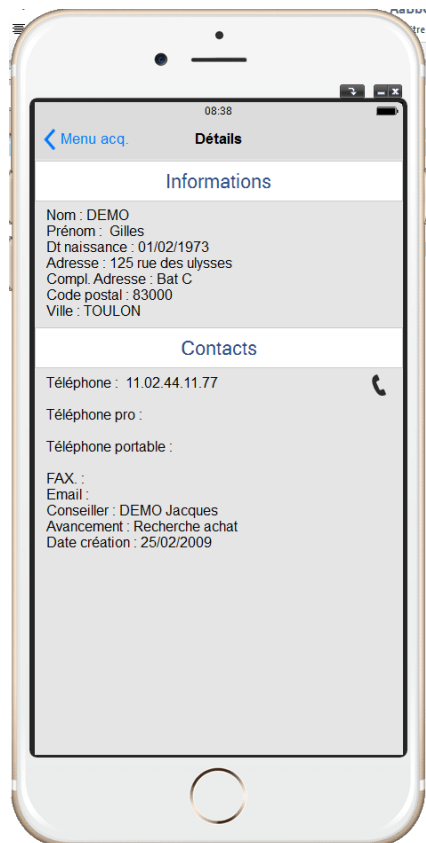 08:38
Menu acq.
Détails
Informations
Nom : DEMO
Prénom : Gilles
Dt naissance : 01/02/1973
Adresse : 125 rue des ulysses
Compl. Adresse : Bat C
Code postal : 83000
Ville : TOULON
Contacts
Téléphone : 11.02.44.11.77
Téléphone pro :
Téléphone portable :
FAX. :
Email :
Conseiller : DEMO Jacques
Avancement : Recherche achat
Date création : 25/02/2009